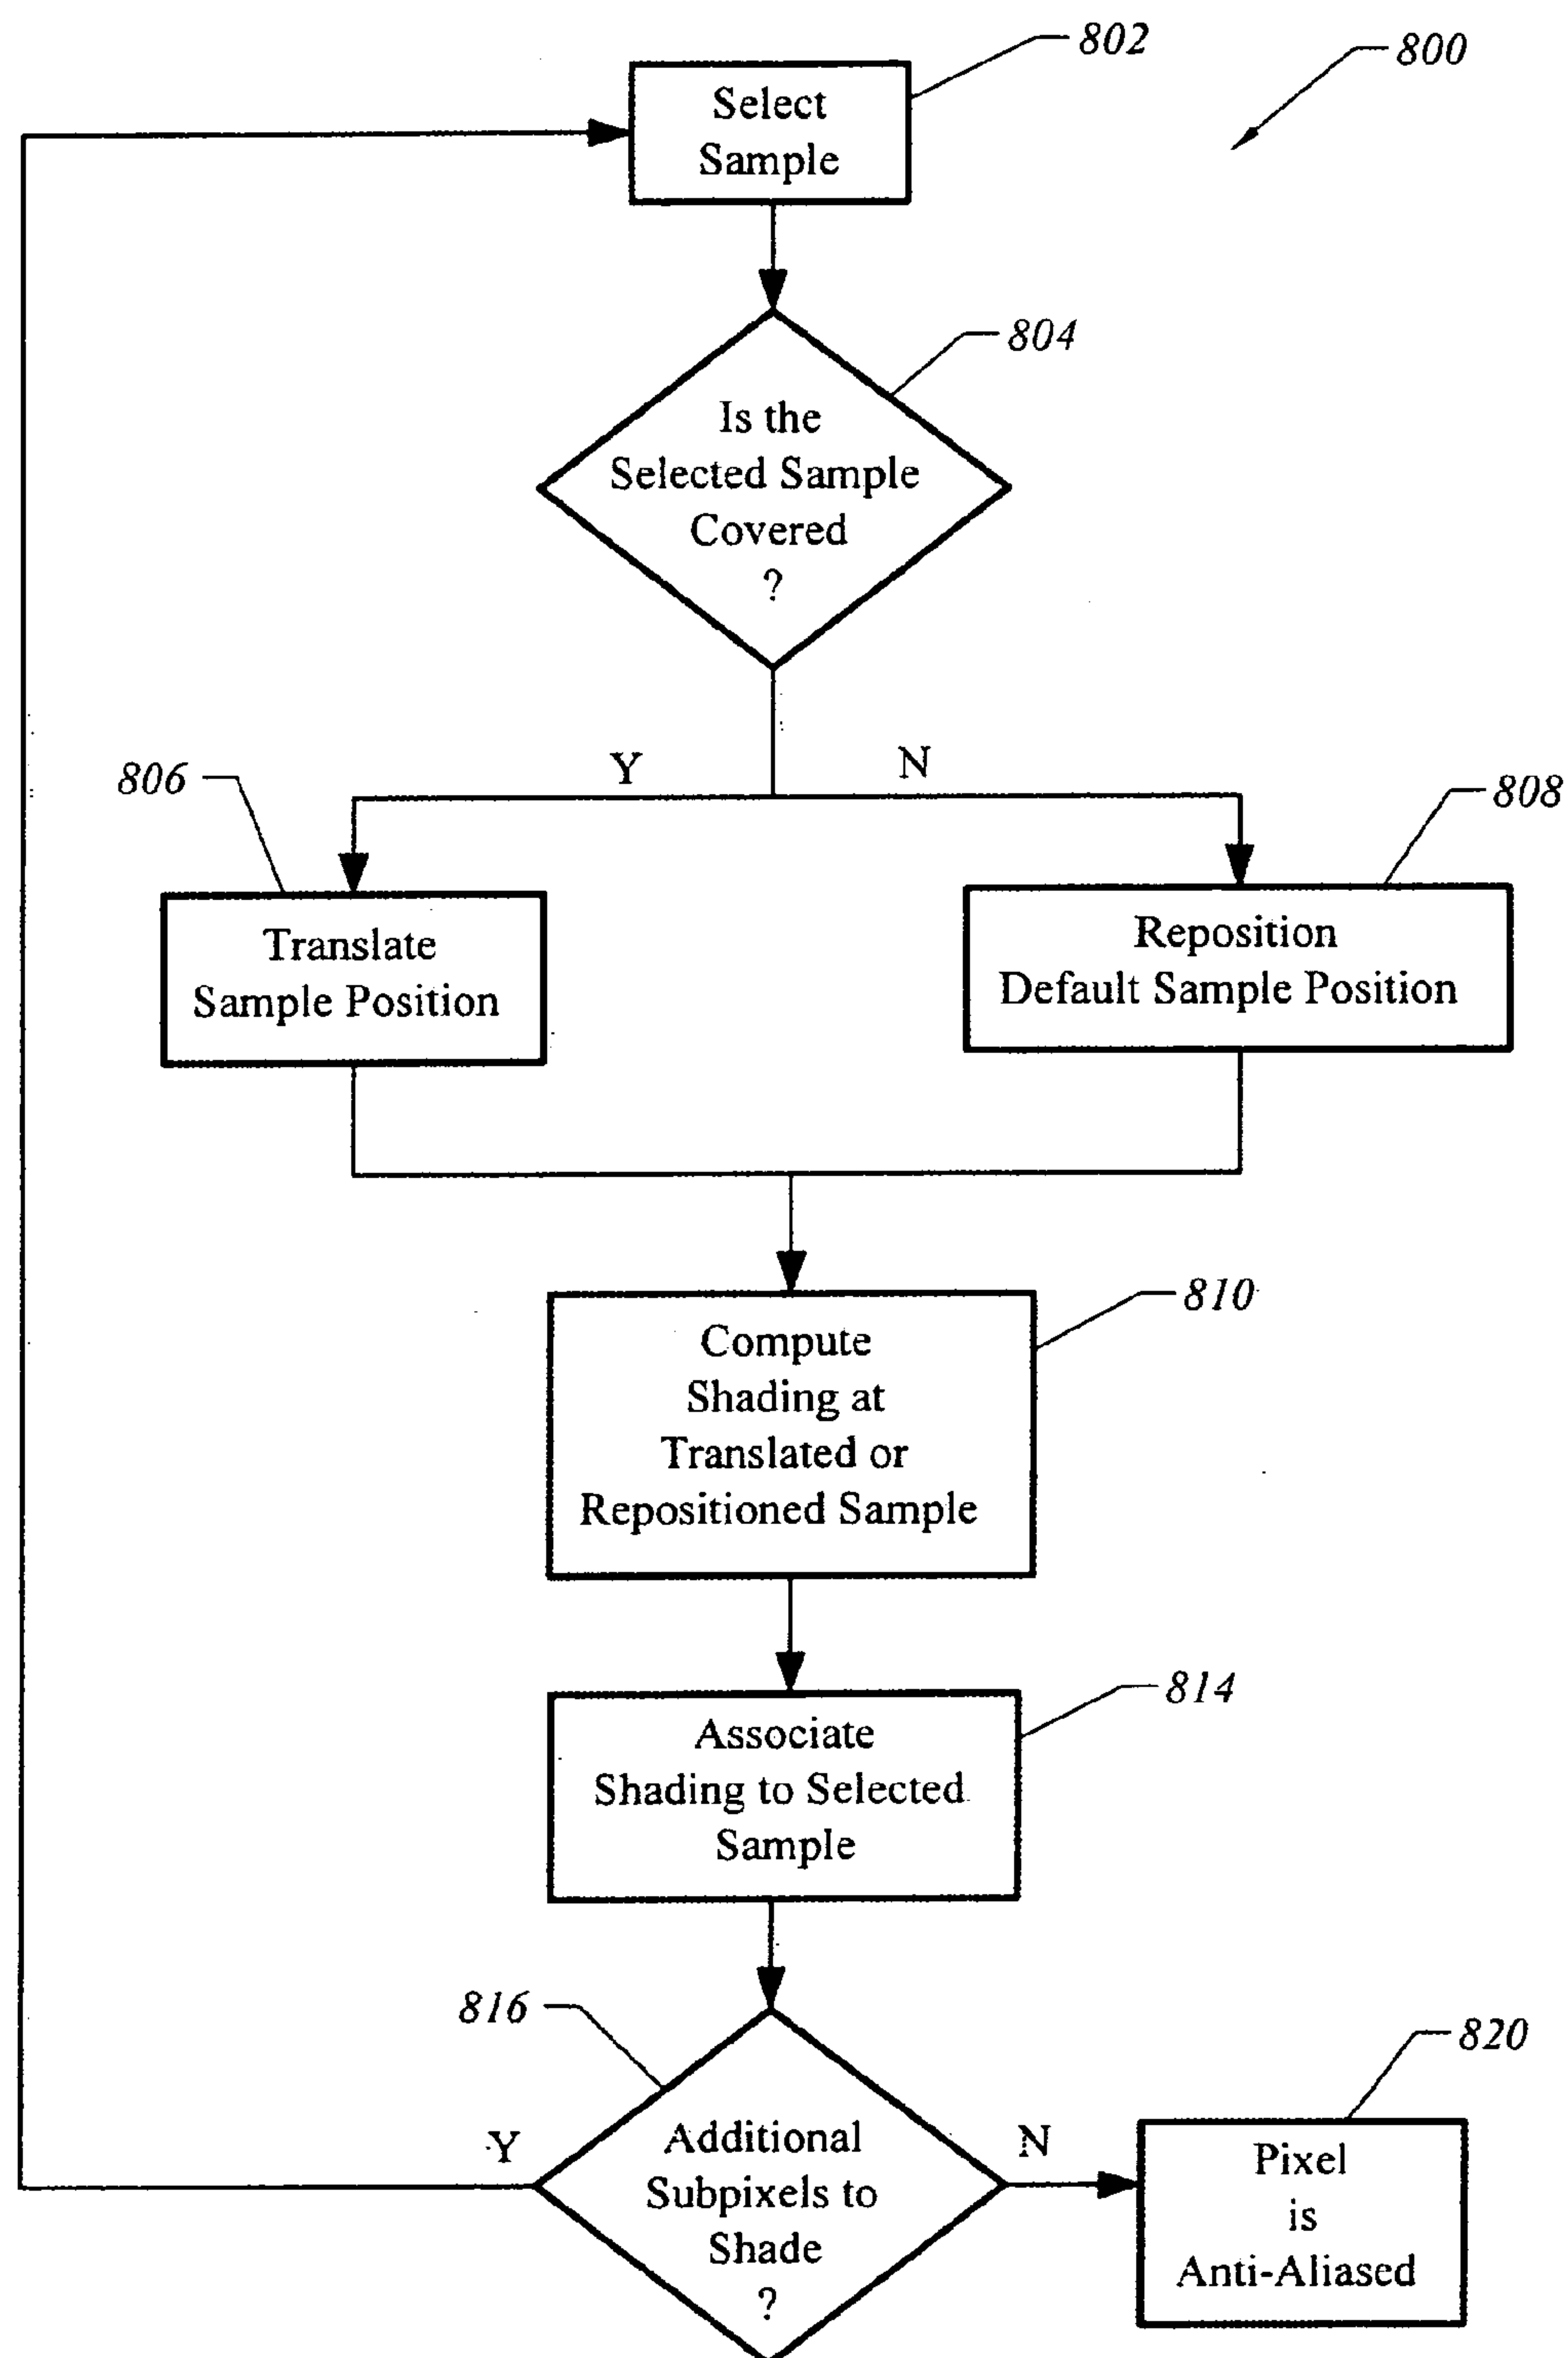 802
800
Select
Sample
804
Is the
Selected Sample
Covered
?
Y
N
806
808
Translate
Sample Position
Reposition
Default Sample Position
810
Compute
Shading at
Translated or
Repositioned Sample
814
Associate
Shading to Selected
Sample
816
820
Y
Additional
Subpixels to
Shade
?
N
Pixel
is
Anti-Aliased